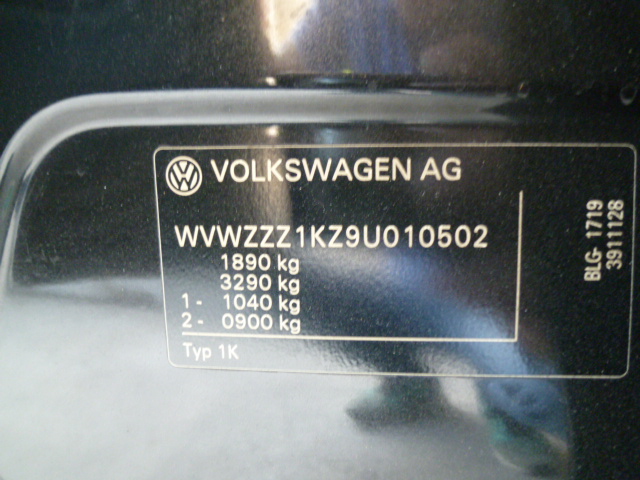 VOLKSWAGEN AG
WVWZZZ1KZ9U010502
1890 kg
3290 kg
1 - 1040 kg
2 - 0900 kg
Typ 1K
BLG- 1719
3911128